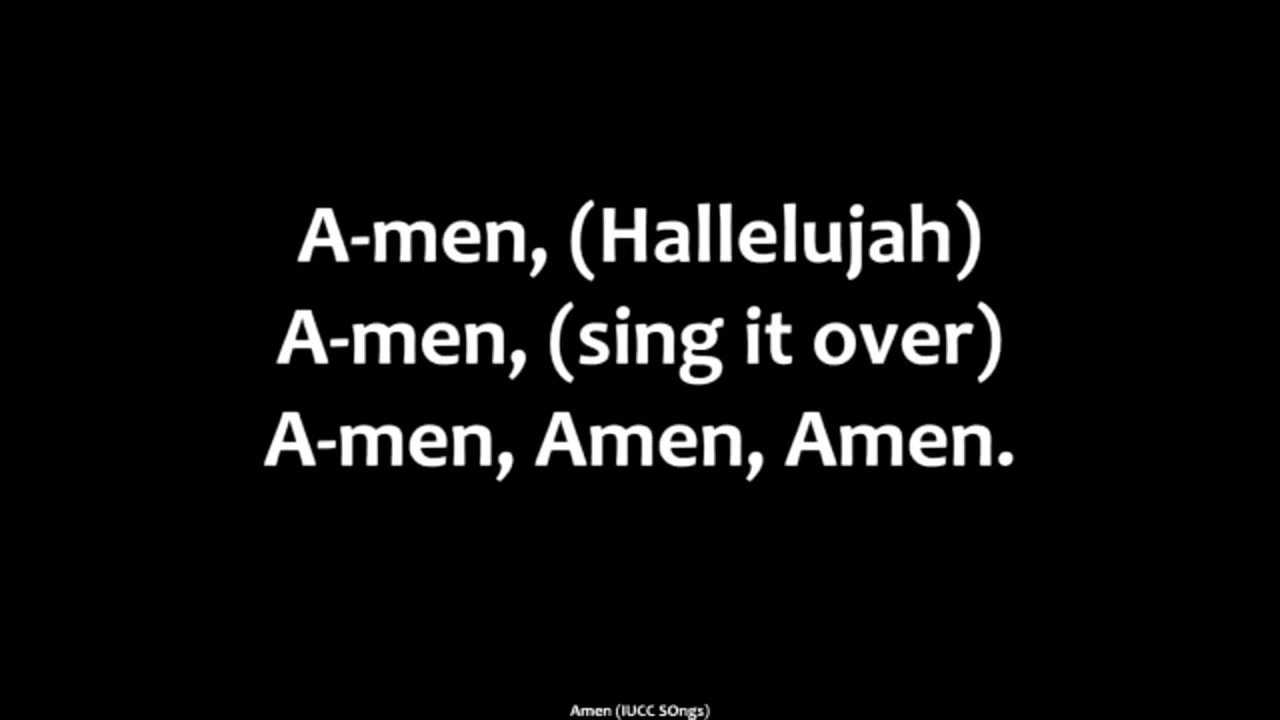 A-men, (Hallelujah)
A-men, (sing it over)
A-men, Amen, Amen.
Amen (IUCC SOngs)